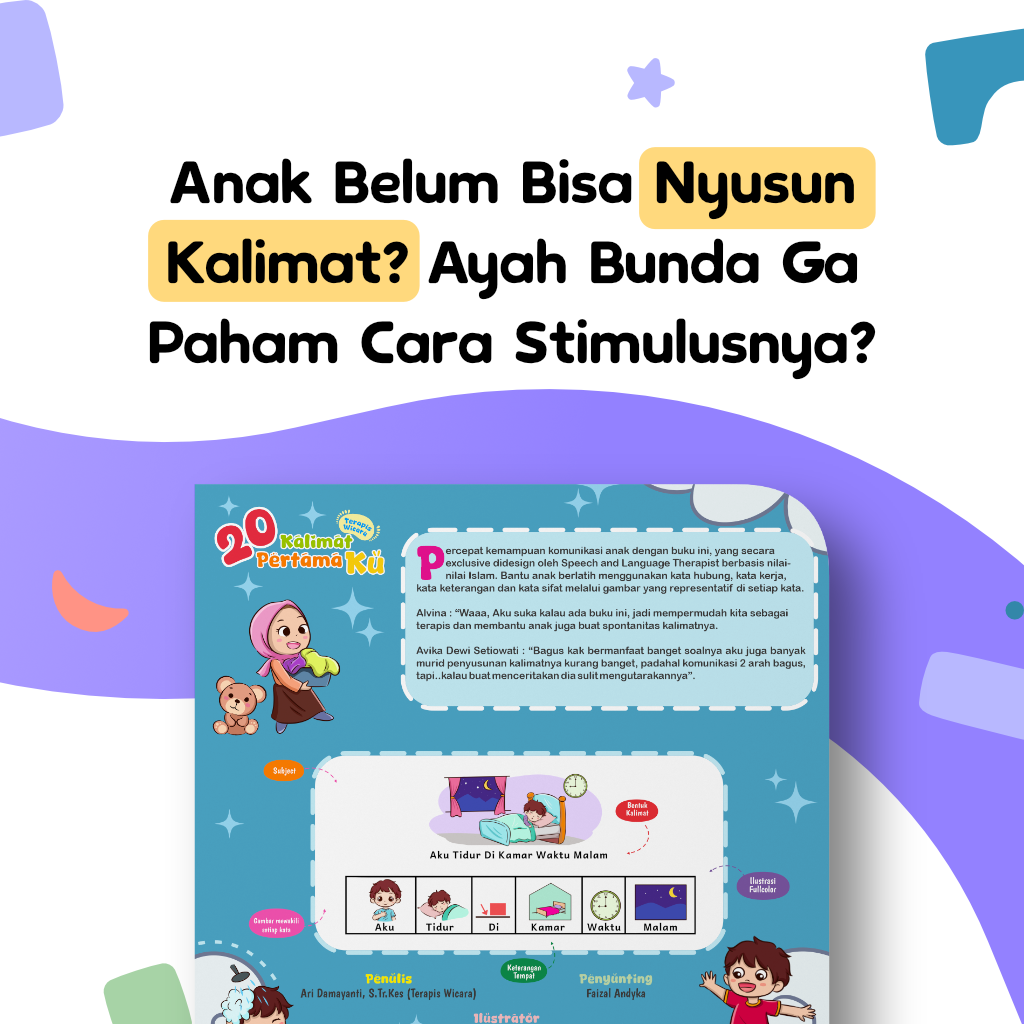 Anak Belum Bisa Nyusun
Kalimat? Ayah Bunda Ga
Paham Cara Stimulusnya?
20 Kalimat
Pertama Ku
Terapis
Wicara
Percepat kemampuan komunikasi anak dengan buku ini, yang secara
exclusive didesign oleh Speech and Language Therapist berbasis nilai-
nilai Islam. Bantu anak berlatih menggunakan kata hubung, kata kerja,
kata keterangan dan kata sifat melalui gambar yang representatif di setiap kata.
Alvina : “Waaa, Aku suka kalau ada buku ini, jadi mempermudah kita sebagai
terapis dan membantu anak juga buat spontanitas kalimatnya.
Avika Dewi Setiowati : “Bagus kak bermanfaat banget soalnya aku juga banyak
murid penyusunan kalimatnya kurang banget, padahal komunikasi 2 arah bagus,
tapi..kalau buat menceritakan dia sulit mengutarakannya”.
Subject
Bentuk
Kalimat
Aku Tidur Di Kamar Waktu Malam
Ilustrasi
Fullcolor
Aku Tidur Di Kamar Waktu Malam
Gambar mewakili
setiap kata
Keterangan
Tempat
Penulis
Ari Damayanti, S.Tr.Kes (Terapis Wicara)
Penyunting
Faizal Andyka
Ilustrator